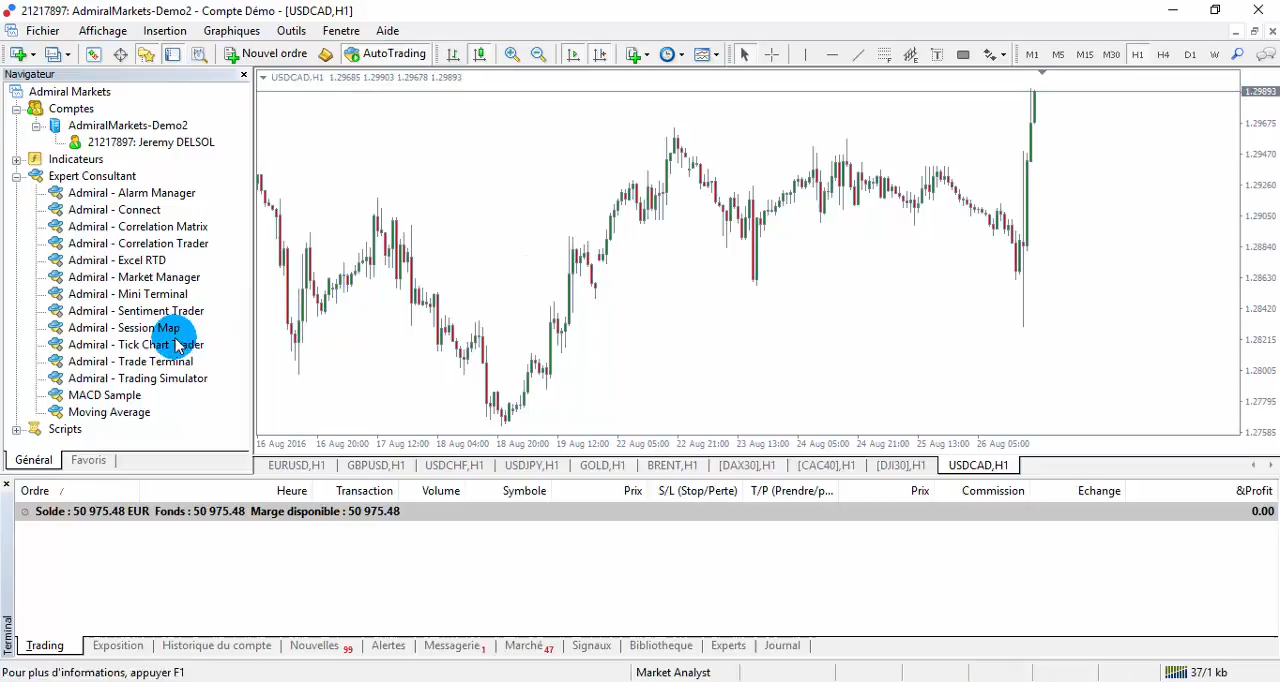 21217897: AdmiralMarkets-Demo2 - Compte Démo - [USDCAD,H1]
Fichier Affichage Insertion Graphiques Outils Fenetre Aide
Nouvel ordre AutoTrading M1 M5 M15 M30 H1 H4 D1 W
Navigateur
Admiral Markets
Comptes
AdmiralMarkets-Demo2
21217897: Jeremy DELSOL
Indicateurs
Expert Consultant
Admiral - Alarm Manager
Admiral - Connect
Admiral - Correlation Matrix
Admiral - Correlation Trader
Admiral - Excel RTD
Admiral - Market Manager
Admiral - Mini Terminal
Admiral - Sentiment Trader
Admiral - Session Map
Admiral - Tick Chart Trader
Admiral - Trade Terminal
Admiral - Trading Simulator
MACD Sample
Moving Average
Scripts
Général Favoris
USDCAD,H1 1.29685 1.29903 1.29678 1.29893
1.29893
1.29675
1.29470
1.29260
1.29050
1.28840
1.28630
1.28420
1.28215
1.28005
1.27795
1.27585
16 Aug 2016 16 Aug 20:00 17 Aug 12:00 18 Aug 04:00 18 Aug 20:00 19 Aug 12:00 22 Aug 05:00 22 Aug 21:00 23 Aug 13:00 24 Aug 05:00 24 Aug 21:00 25 Aug 13:00 26 Aug 05:00
EURUSD,H1 GBPUSD,H1 USDCHF,H1 USDJPY,H1 GOLD,H1 BRENT,H1 [DAX30],H1 [CAC40],H1 [DJI30],H1 USDCAD,H1
Ordre / Heure Transaction Volume Symbole Prix S/L (Stop/Perte) T/P (Prendre/p... Prix Commission Echange &Profit
Solde : 50 975.48 EUR Fonds : 50 975.48 Marge disponible : 50 975.48 0.00
Terminal
Trading Exposition Historique du compte Nouvelles 99 Alertes Messagerie 1 Marché 47 Signaux Bibliotheque Experts Journal
Pour plus d'informations, appuyer F1 Market Analyst 37/1 kb